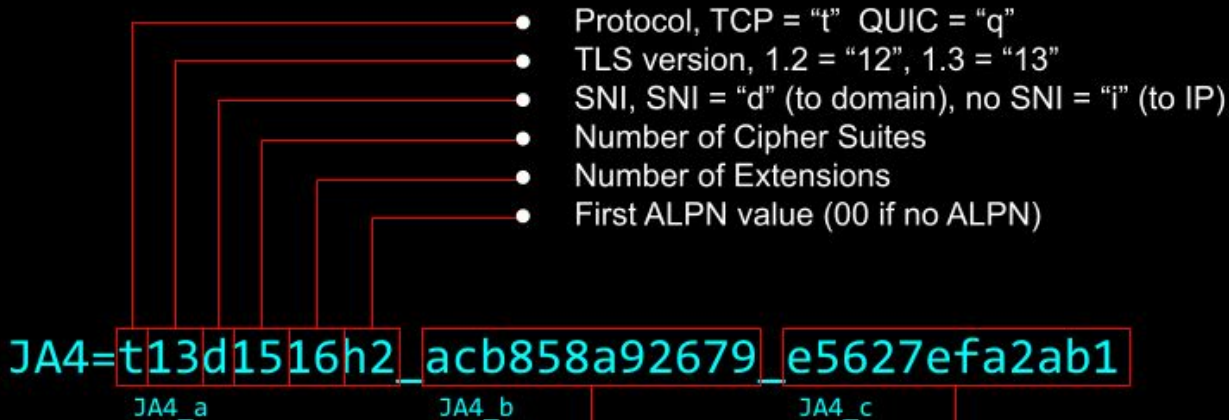 Protocol, TCP = “t”  QUIC = “q”
TLS version, 1.2 = “12”, 1.3 = “13”
SNI, SNI = “d” (to domain), no SNI = “i” (to IP)
Number of Cipher Suites
Number of Extensions
First ALPN value (00 if no ALPN)
JA4=t13d1516h2_acb858a92679_e5627efa2ab1
JA4_a JA4_b JA4_c